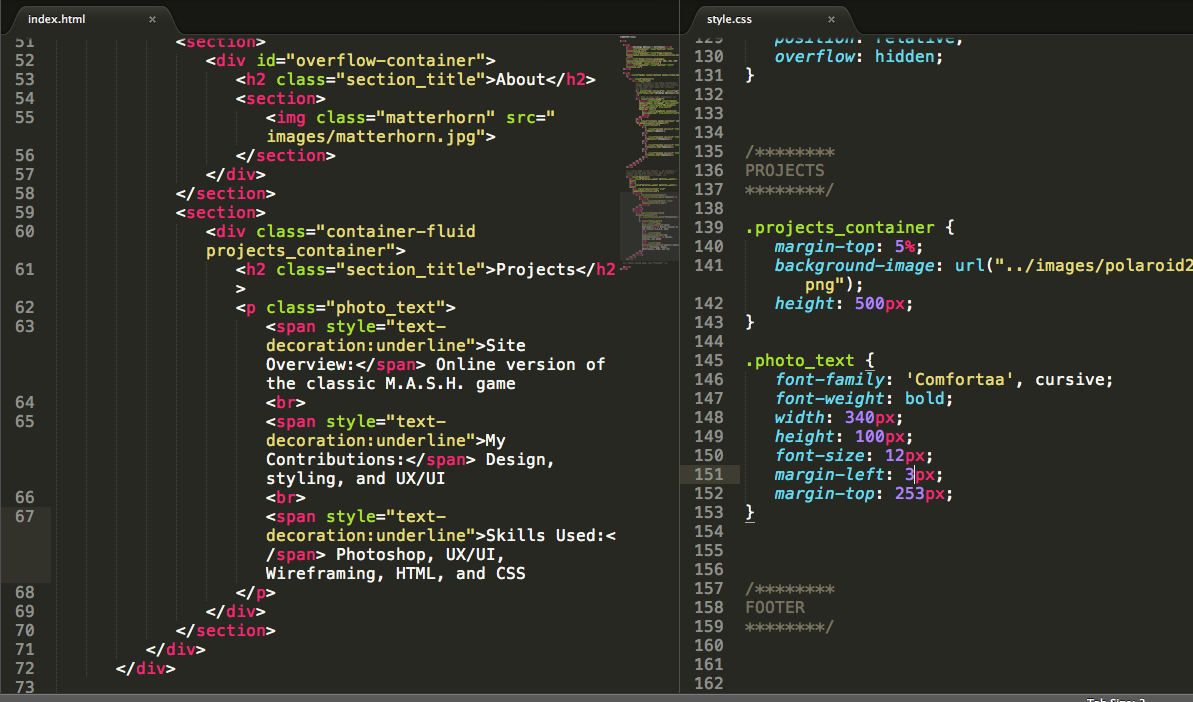 index.html ×
51 <section>
52 <div id="overflow-container">
53 <h2 class="section_title">About</h2>
54 <section>
55 <img class="matterhorn" src="
images/matterhorn.jpg">
56 </section>
57 </div>
58 </section>
59 <section>
60 <div class="container-fluid
projects_container">
61 <h2 class="section_title">Projects</h2
>
62 <p class="photo_text">
63 <span style="text-
decoration:underline">Site
Overview:</span> Online version of
the classic M.A.S.H. game
64 <br>
65 <span style="text-
decoration:underline">My
Contributions:</span> Design,
styling, and UX/UI
66 <br>
67 <span style="text-
decoration:underline">Skills Used:<
/span> Photoshop, UX/UI,
Wireframing, HTML, and CSS
68 </p>
69 </div>
70 </section>
71 </div>
72 </div>
73
style.css ×
129 position: relative;
130 overflow: hidden;
131 }
132
133
134
135 /********
136 PROJECTS
137 ********/
138
139 .projects_container {
140 margin-top: 5%;
141 background-image: url("../images/polaroid2
png");
142 height: 500px;
143 }
144
145 .photo_text {
146 font-family: 'Comfortaa', cursive;
147 font-weight: bold;
148 width: 340px;
149 height: 100px;
150 font-size: 12px;
151 margin-left: 3px;
152 margin-top: 253px;
153 }
154
155
156
157 /********
158 FOOTER
159 ********/
160
161
162
Tab Size: 2